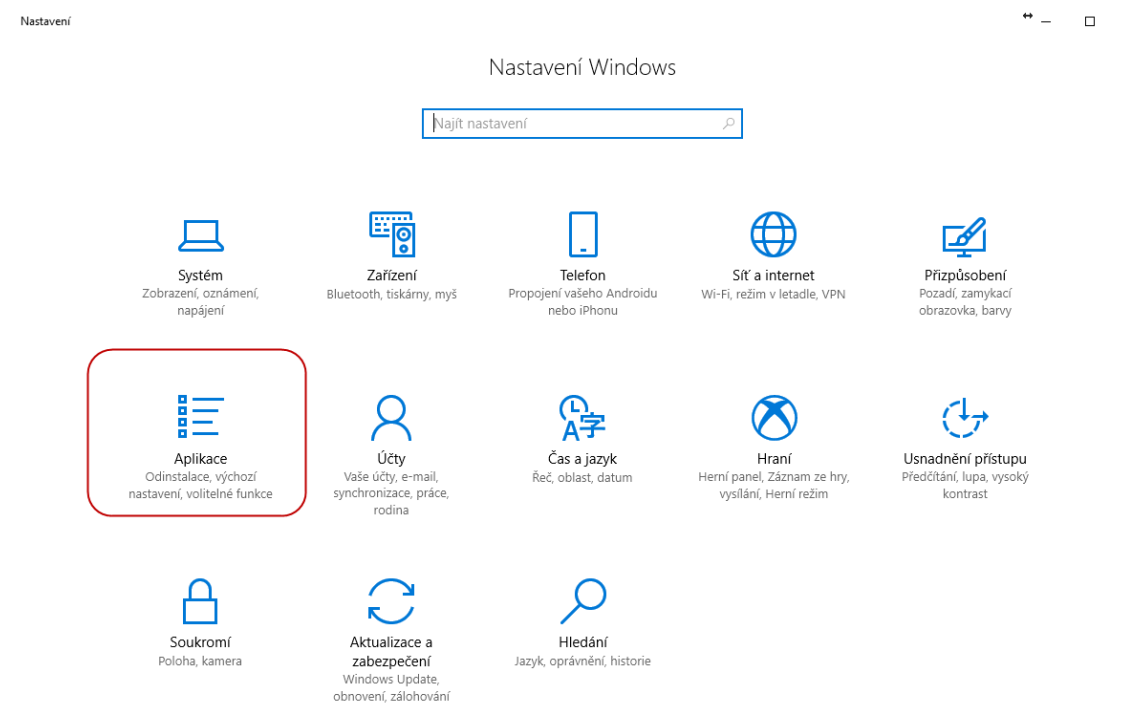 Nastavení
Nastavení Windows
Najít nastavení
Systém
Zobrazení, oznámení,
napájení
Zařízení
Bluetooth, tiskárny, myš
Telefon
Propojení vašeho Androidu
nebo iPhonu
Síť a internet
Wi-Fi, režim v letadle, VPN
Přizpůsobení
Pozadí, zamykací
obrazovka, barvy
Aplikace
Odinstalace, výchozí
nastavení, volitelné funkce
Účty
Vaše účty, e-mail,
synchronizace, práce,
rodina
Čas a jazyk
Řeč, oblast, datum
Hraní
Herní panel, Záznam ze hry,
vysílání, Herní režim
Usnadnění přístupu
Předčítání, lupa, vysoký
kontrast
Soukromí
Poloha, kamera
Aktualizace a
zabezpečení
Windows Update,
obnovení, zálohování
Hledání
Jazyk, oprávnění, historie